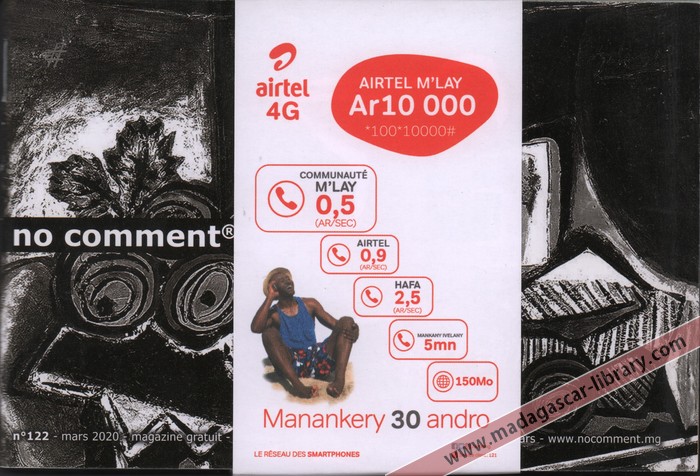 airtel
4G
AIRTEL M'LAY
Ar10 000
*100*10000#
COMMUNAUTÉ
M'LAY
0,5
(AR/SEC)
AIRTEL
0,9
(AR/SEC)
HAFA
2,5
(AR/SEC)
MANKANY IVELANY
5mn
150Mo
no comment®
Manankery 30 andro
n°122 - mars 2020 - magazine gratuit -
www.nocomment.mg
LE RÉSEAU DES SMARTPHONES
www.madagascar-library.com